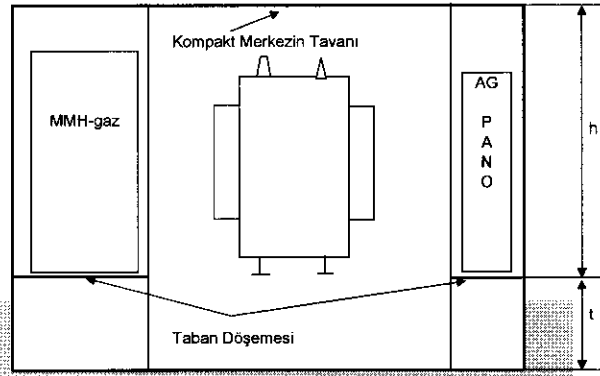 Kompakt Merkezin Tavanı
MMH-gaz
AG
P
A
N
O
h
Taban Döşemesi
t